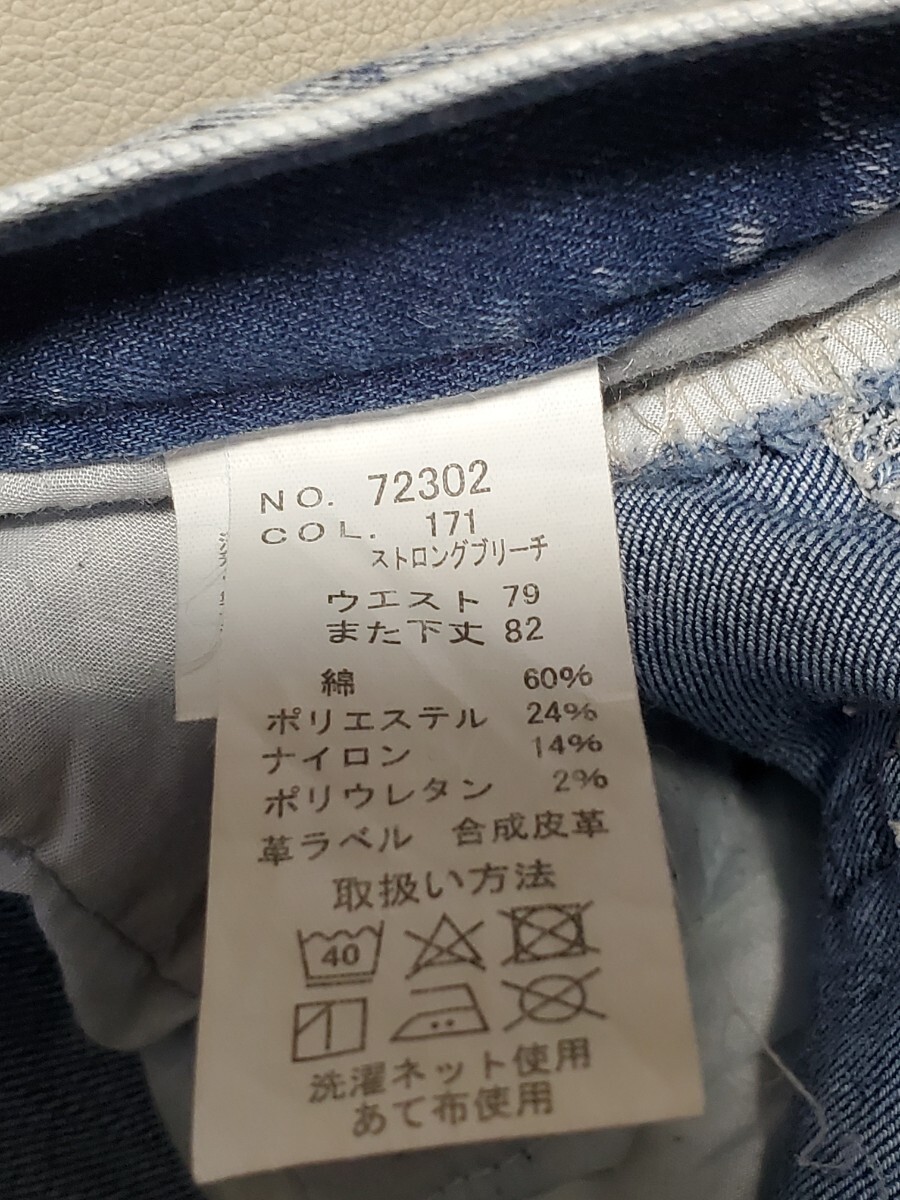 NO. 72302
COL. 171
ストロングブリーチ
ウエスト 79
また下丈 82
綿 60%
ポリエステル 24%
ナイロン 14%
ポリウレタン 2%
革ラベル 合成皮革
取扱い方法
40
洗濯ネット使用
あて布使用